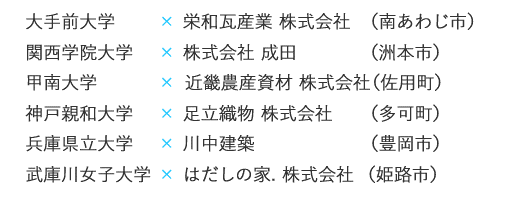 大手前大学 × 栄和瓦産業 株式会社 （南あわじ市）
関西学院大学 × 株式会社 成田 （洲本市）
甲南大学 × 近畿農産資材 株式会社（佐用町）
神戸親和大学 × 足立織物 株式会社 （多可町）
兵庫県立大学 × 川中建築 （豊岡市）
武庫川女子大学 × はだしの家. 株式会社 （姫路市）